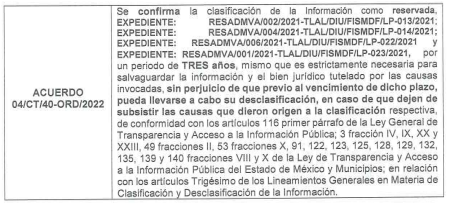 Se confirma la clasificación de la Información como reservada,
EXPEDIENTE: RESADMVA/002/2021-TLAL/DIU/FISMDF/LP-013/2021;
EXPEDIENTE: RESADMVA/004/2021-TLAL/DIU/FISMDF/LP-014/2021;
EXPEDIENTE: RESADMVA/006/2021-TLAL/DIU/FISMDF/LP-022/2021 y
EXPEDIENTE: RESADMVA/001/2021-TLAL/DIU/FISMDF/LP-023/2021, por
un periodo de TRES años, mismo que es estrictamente necesaria para
salvaguardar la información y el bien jurídico tutelado por las causas
invocadas, sin perjuicio de que previo al vencimiento de dicho plazo,
pueda llevarse a cabo su desclasificación, en caso de que dejen de
subsistir las causas que dieron origen a la clasificación respectiva,
de conformidad con los artículos 116 primer párrafo de la Ley General de
Transparencia y Acceso a la Información Pública; 3 fracción IV, IX, XX y
XXIII, 49 fracciones II, 53 fracciones X, 91, 122, 123, 125, 128, 129, 132,
135, 139 y 140 fracciones VIII y X de la Ley de Transparencia y Acceso
a la Información Pública del Estado de México y Municipios; en relación
con los artículos Trigésimo de los Lineamientos Generales en Materia de
Clasificación y Desclasificación de la Información.
ACUERDO
04/CT/40-ORD/2022